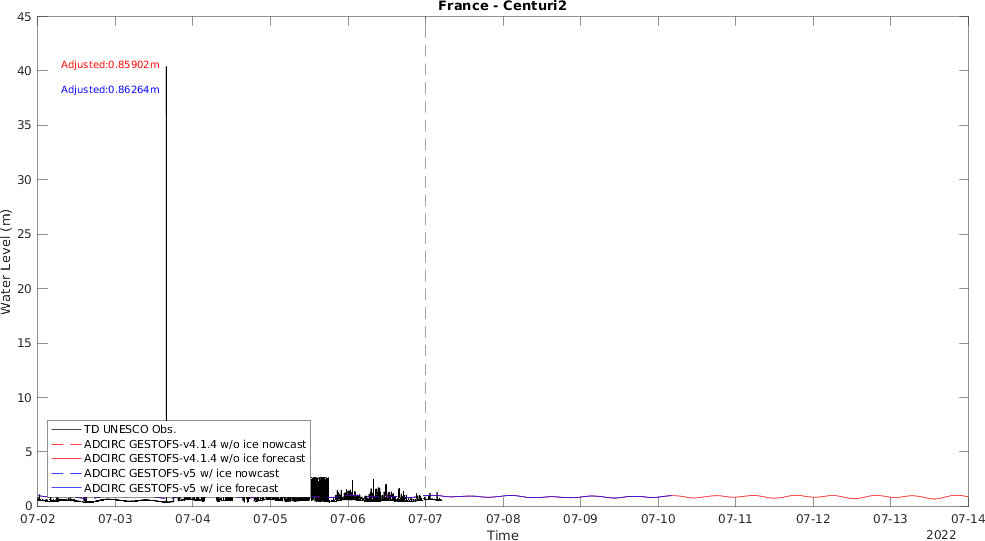 France - Centuri2
Water Level (m)
45
40
35
30
25
20
15
10
5
0
Adjusted:0.85902m
Adjusted:0.86264m
TD UNESCO Obs.
ADCIRC GESTOFS-v4.1.4 w/o ice nowcast
ADCIRC GESTOFS-v4.1.4 w/o ice forecast
ADCIRC GESTOFS-v5 w/ ice nowcast
ADCIRC GESTOFS-v5 w/ ice forecast
07-02 07-03 07-04 07-05 07-06 07-07 07-08 07-09 07-10 07-11 07-12 07-13 07-14
Time
2022